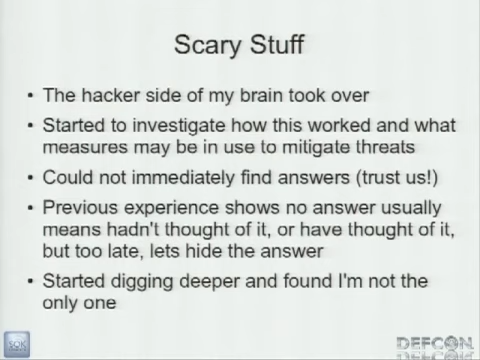 Scary Stuff
• The hacker side of my brain took over
• Started to investigate how this worked and what
measures may be in use to mitigate threats
• Could not immediately find answers (trust us!)
• Previous experience shows no answer usually
means hadn't thought of it, or have thought of it,
but too late, lets hide the answer
• Started digging deeper and found I'm not the
only one
DEFCON